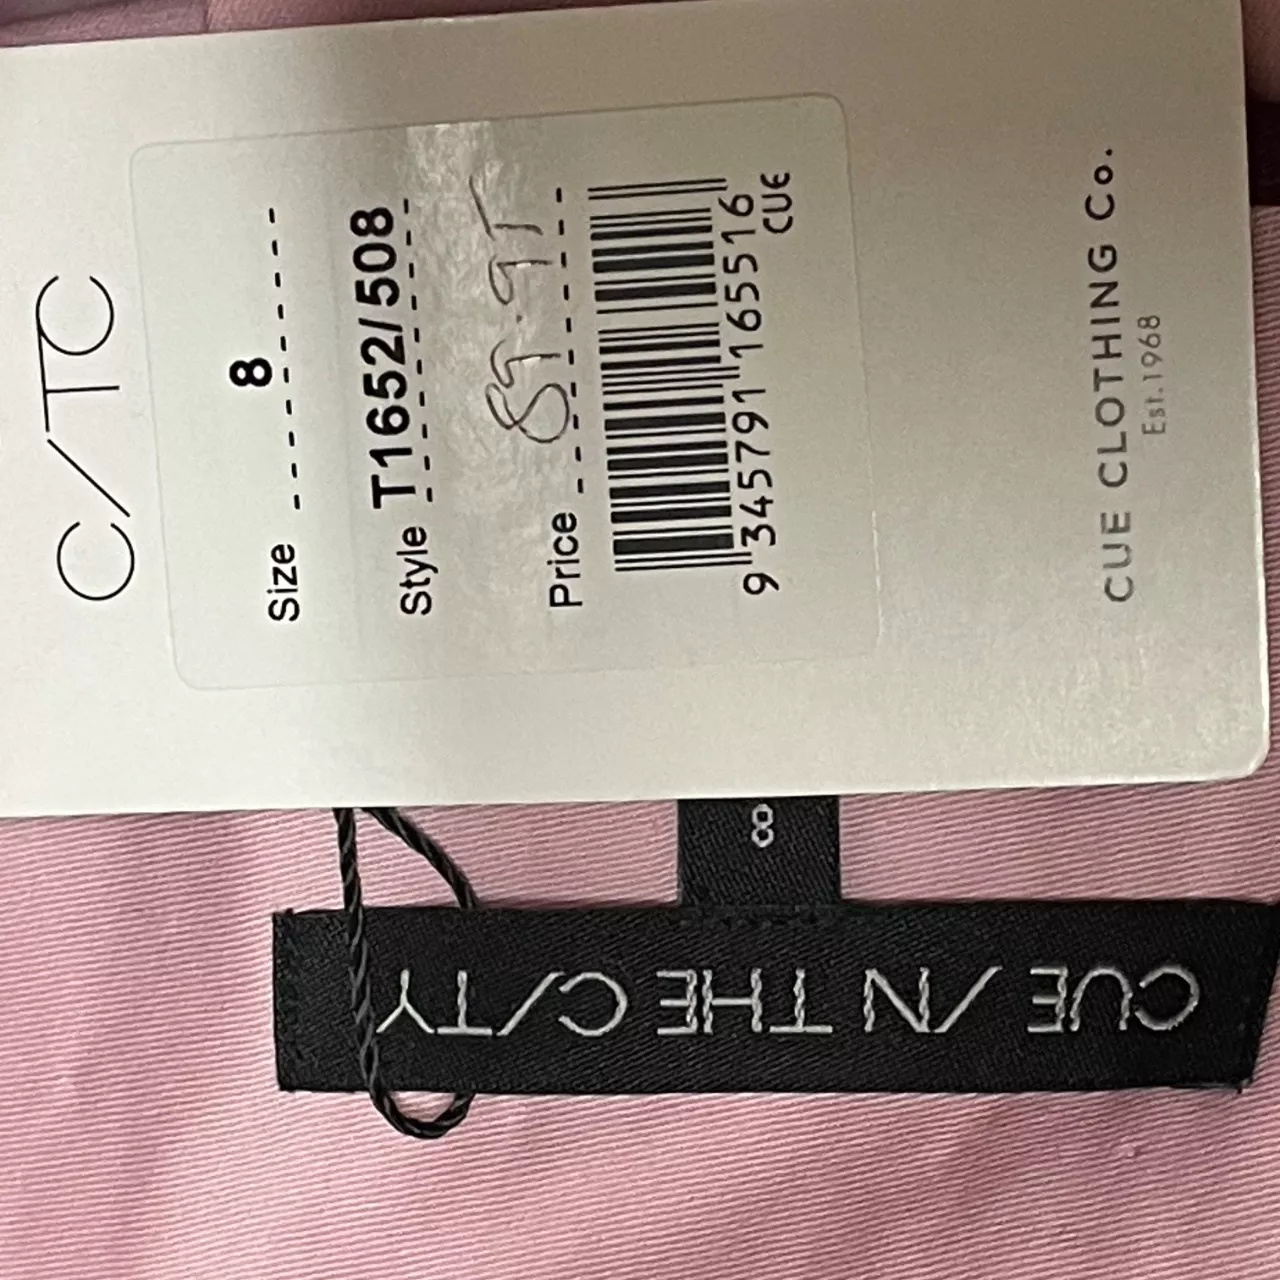 C/TC
Size 8
Style T1652/508
Price 89.95
9 345791 165516
CUE
CUE CLOTHING Co.
Est.1968
8
CUE /N THE C/TY